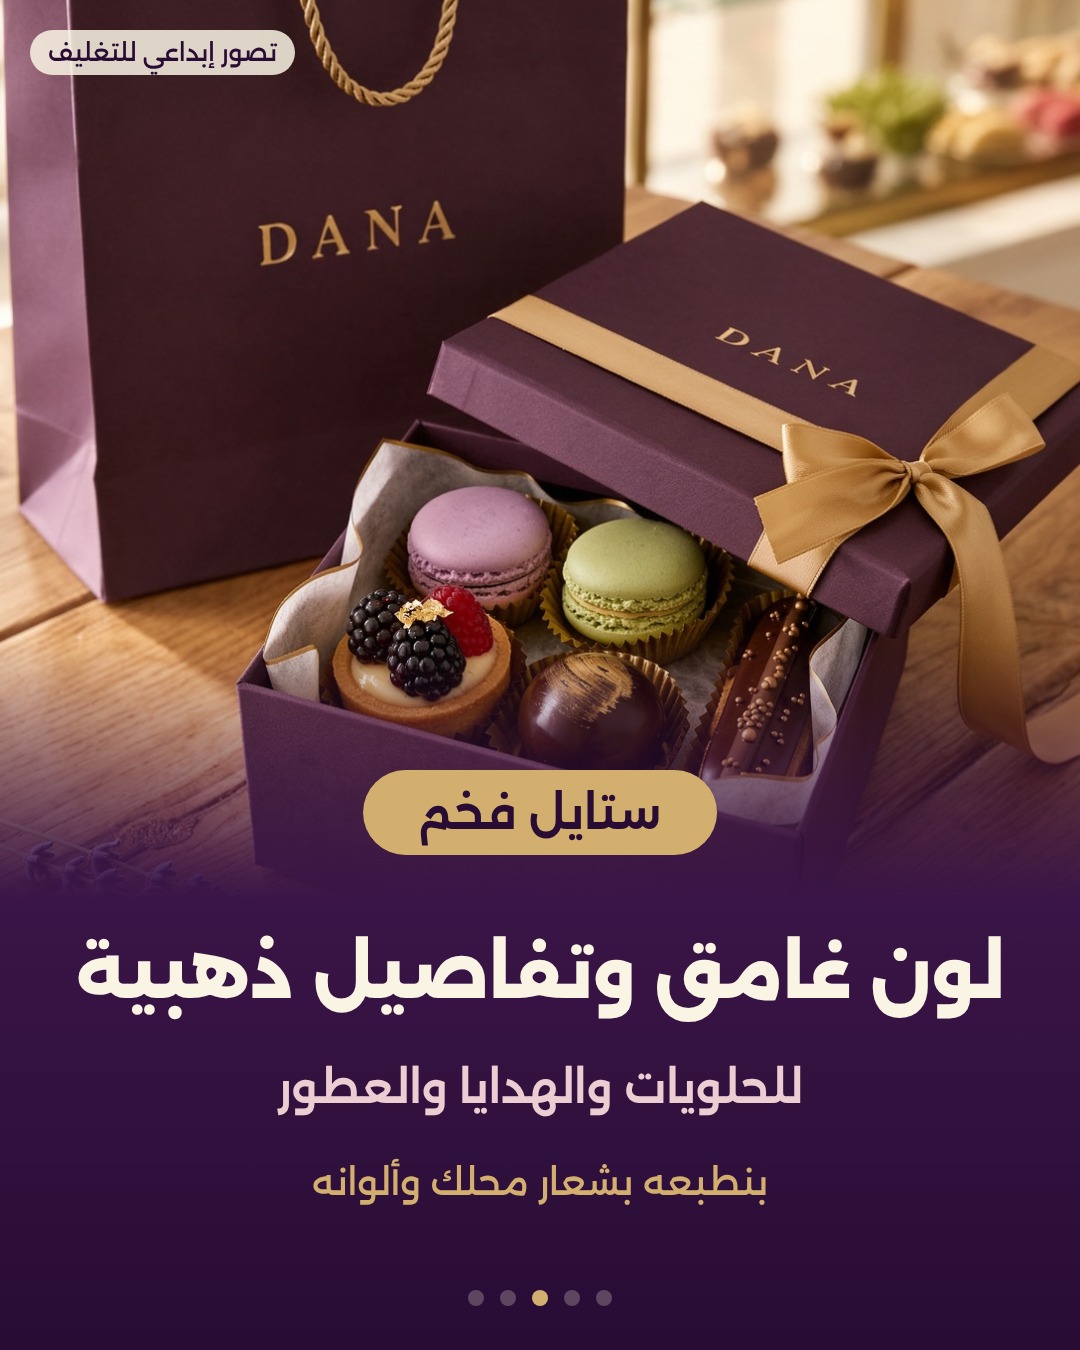 تصور إبداعي للتغليف
DANA
DANA
ستايل فخم
لون غامق وتفاصيل ذهبية
للحلويات والهدايا والعطور
بنطبعه بشعار محلك وألوانه